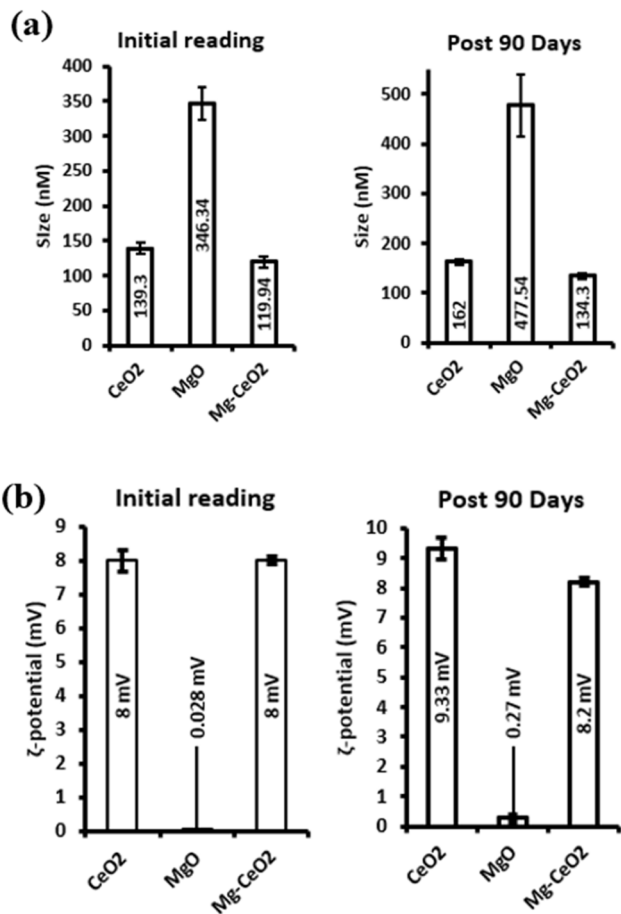 (a)
Initial reading
Size (nM)
400
350
300
250
200
150
100
50
0
139.3
346.34
119.94
CeO2
MgO
Mg-CeO2
Post 90 Days
Size (nM)
500
400
300
200
100
0
162
477.54
134.3
CeO2
MgO
Mg-CeO2
(b)
Initial reading
ζ-potential (mV)
9
8
7
6
5
4
3
2
1
0
8 mV
0.028 mV
8 mV
CeO2
MgO
Mg-CeO2
Post 90 Days
ζ-potential (mV)
10
9
8
7
6
5
4
3
2
1
0
9.33 mV
0.27 mV
8.2 mV
CeO2
MgO
Mg-CeO2